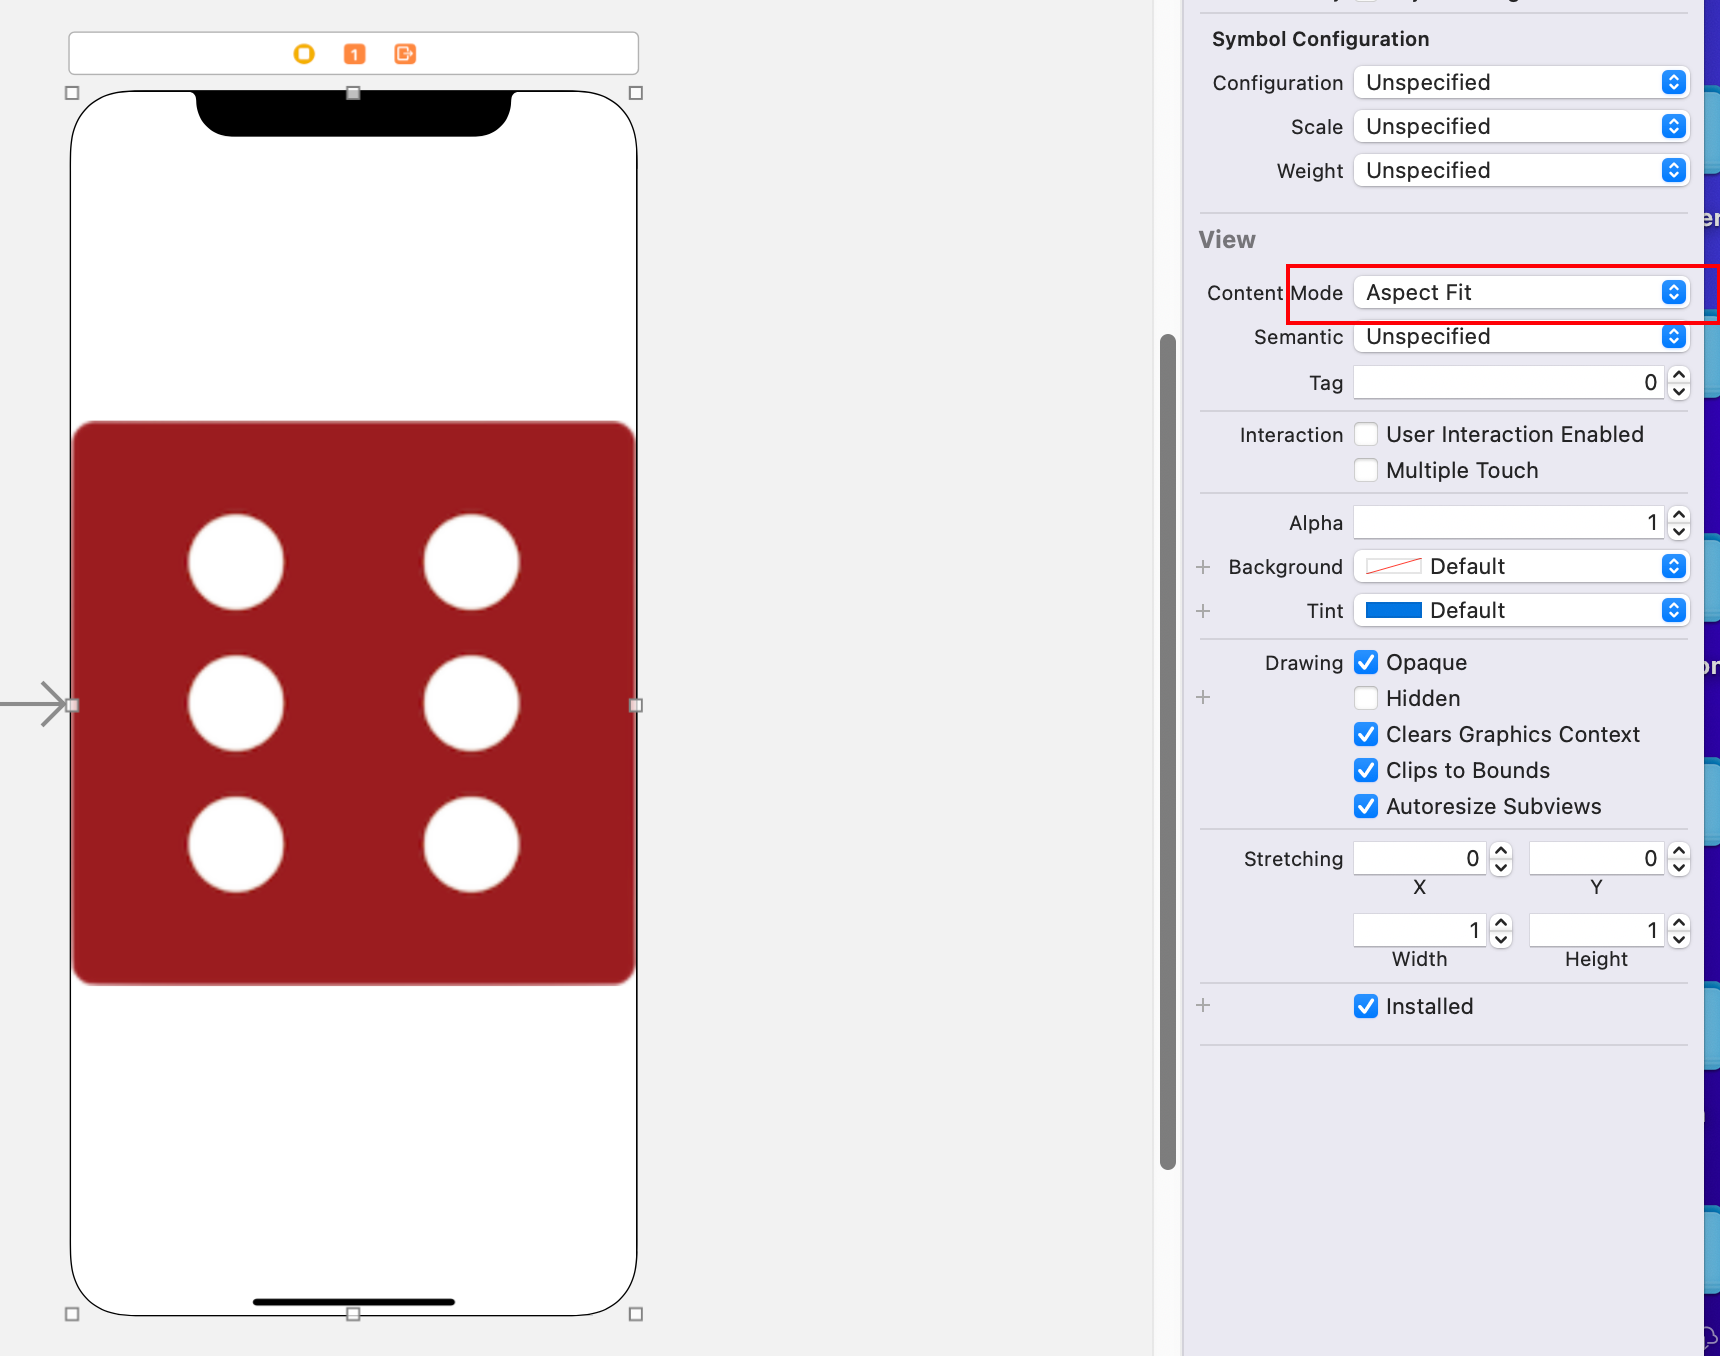 1
Symbol Configuration
Configuration Unspecified
Scale Unspecified
Weight Unspecified
View
Content Mode Aspect Fit
Semantic Unspecified
Tag 0
Interaction User Interaction Enabled
Multiple Touch
Alpha 1
+ Background Default
+ Tint Default
Drawing Opaque
+ Hidden
Clears Graphics Context
Clips to Bounds
Autoresize Subviews
Stretching 0 0
X Y
1 1
Width Height
+ Installed